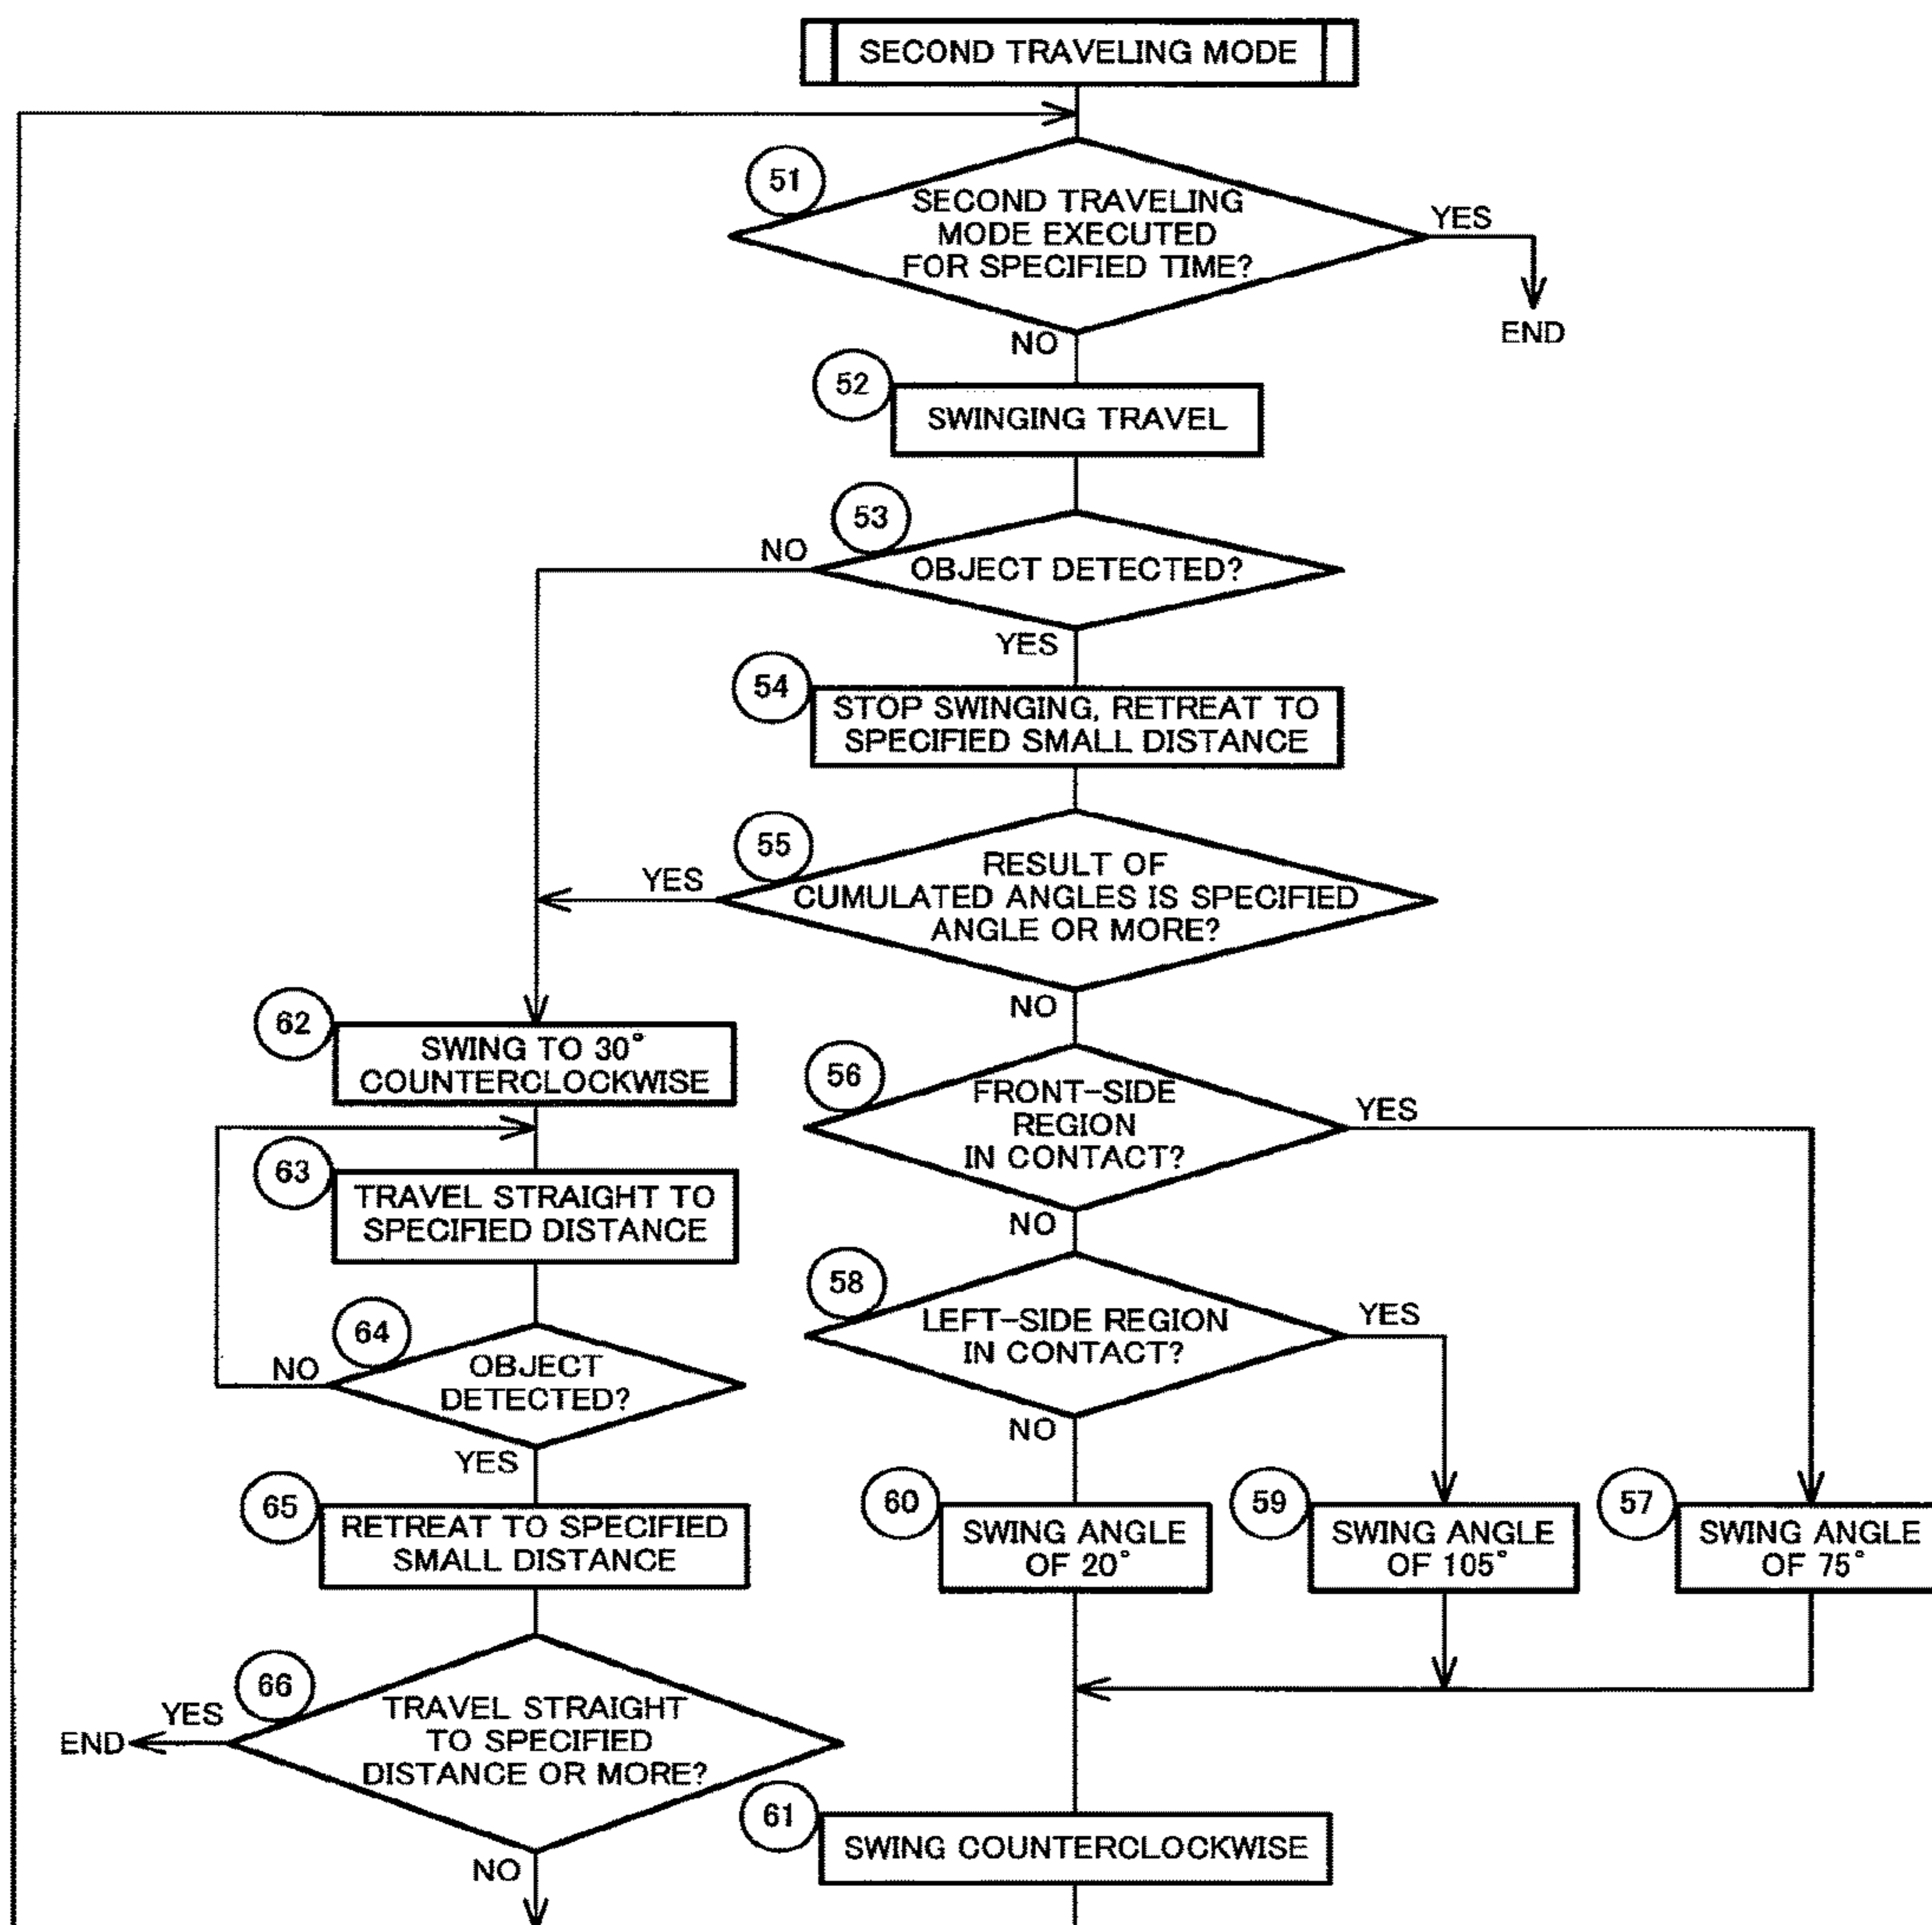 SECOND TRAVELING MODE
51
SECOND TRAVELING
MODE EXECUTED
FOR SPECIFIED TIME?
YES
END
NO
52
SWINGING TRAVEL
53
OBJECT DETECTED?
NO
YES
54
STOP SWINGING, RETREAT TO
SPECIFIED SMALL DISTANCE
55
RESULT OF
CUMULATED ANGLES IS SPECIFIED
ANGLE OR MORE?
YES
NO
56
FRONT-SIDE
REGION
IN CONTACT?
YES
NO
58
LEFT-SIDE REGION
IN CONTACT?
YES
NO
60
SWING ANGLE
OF 20°
59
SWING ANGLE
OF 105°
57
SWING ANGLE
OF 75°
61
SWING COUNTERCLOCKWISE
62
SWING TO 30°
COUNTERCLOCKWISE
63
TRAVEL STRAIGHT TO
SPECIFIED DISTANCE
64
OBJECT
DETECTED?
NO
YES
65
RETREAT TO SPECIFIED
SMALL DISTANCE
66
TRAVEL STRAIGHT
TO SPECIFIED
DISTANCE OR MORE?
YES
END
NO